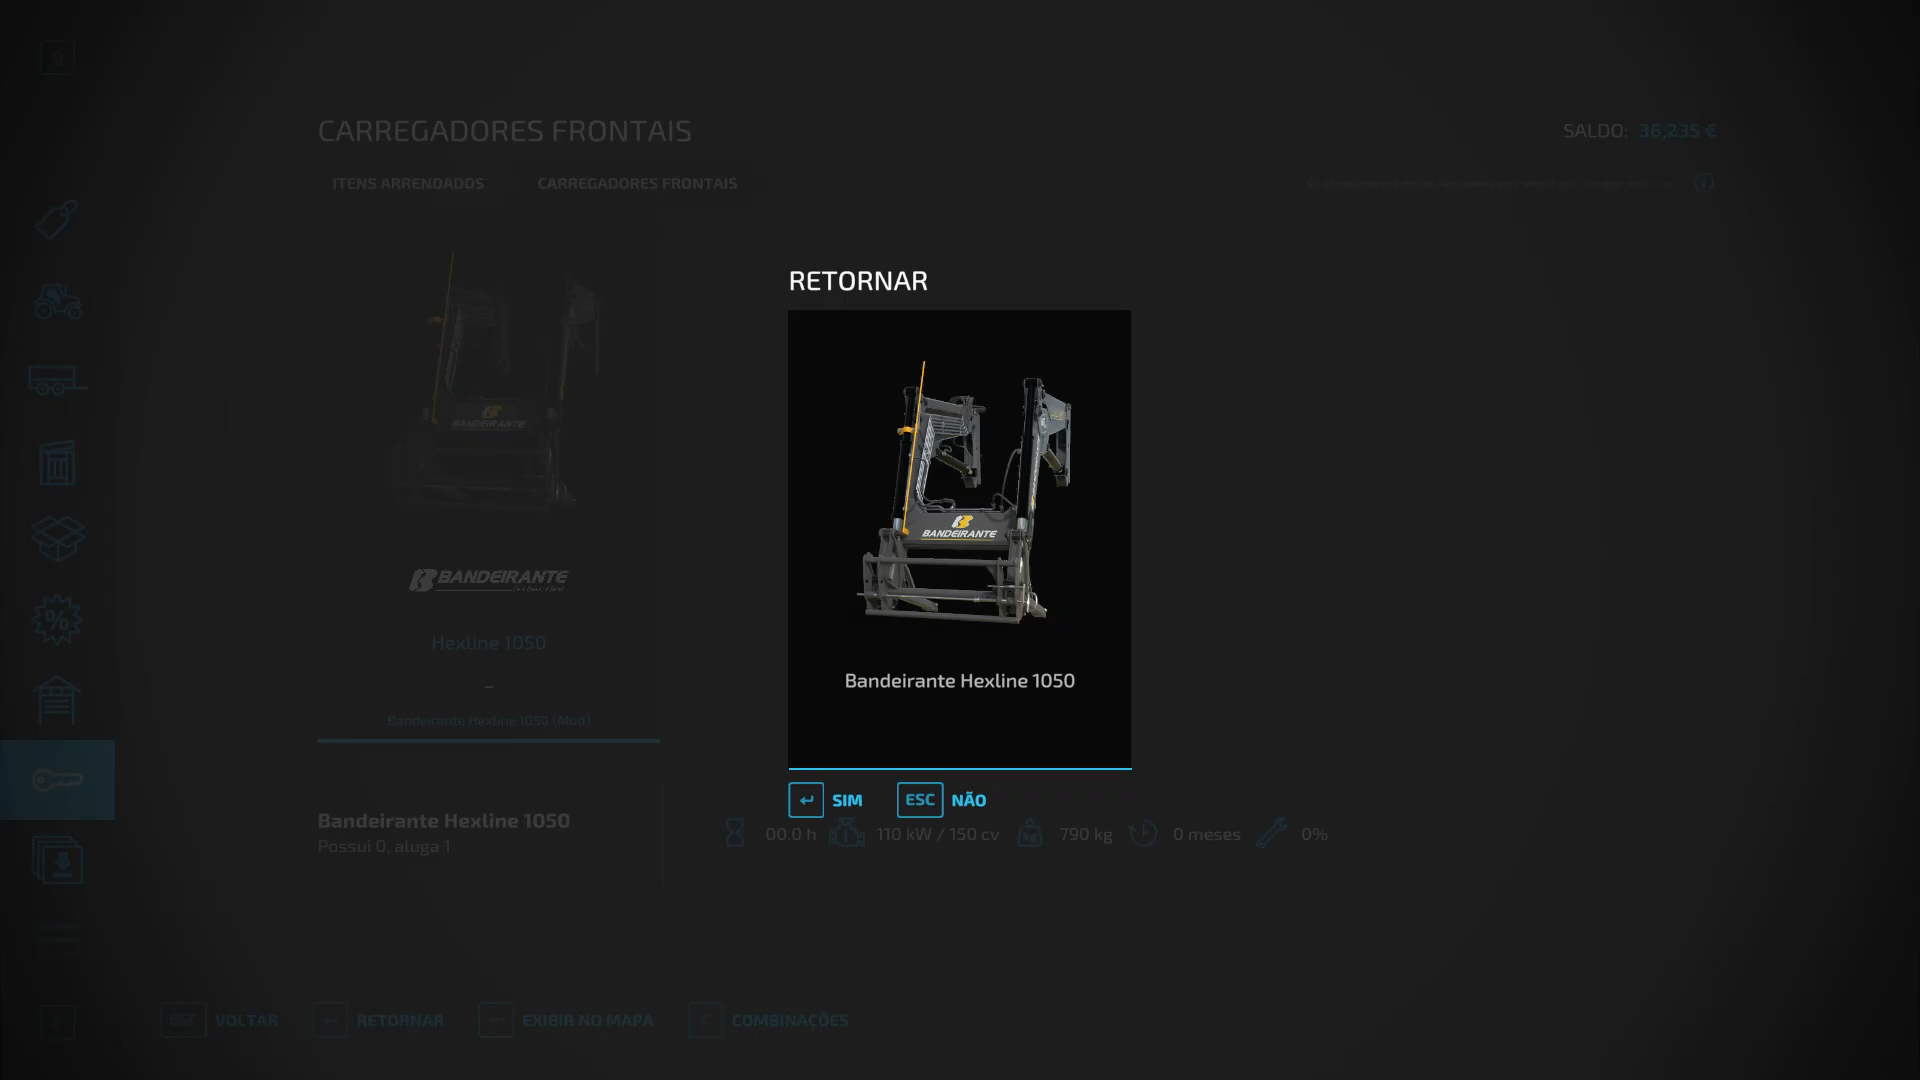 CARREGADORES FRONTAIS
SALDO: 36,235 €
ITENS ARRENDADOS
CARREGADORES FRONTAIS
RETORNAR
BANDEIRANTE
BANDEIRANTE
BANDEIRANTE
Hexline 1050
–
Bandeirante Hexline 1050 (Mod)
Bandeirante Hexline 1050
SIM
ESC NÃO
Bandeirante Hexline 1050
Possui 0, aluga 1
00.0 h
110 kW / 150 cv
790 kg
0 meses
0%
ESC VOLTAR
RETORNAR
EXIBIR NO MAPA
COMBINAÇÕES